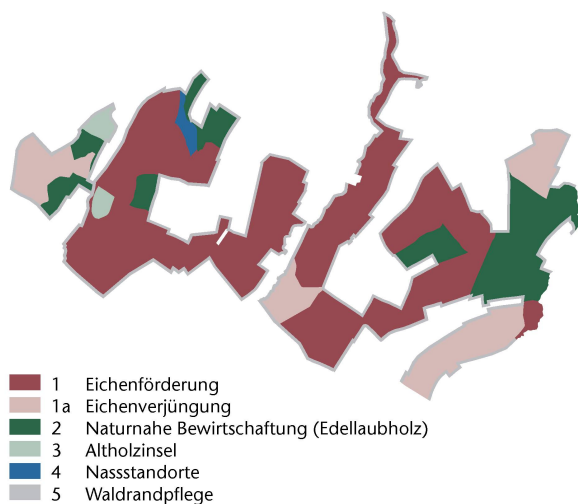 1 Eichenförderung
1a Eichenverjüngung
2 Naturnahe Bewirtschaftung (Edellaubholz)
3 Altholzinsel
4 Nassstandorte
5 Waldrandpflege